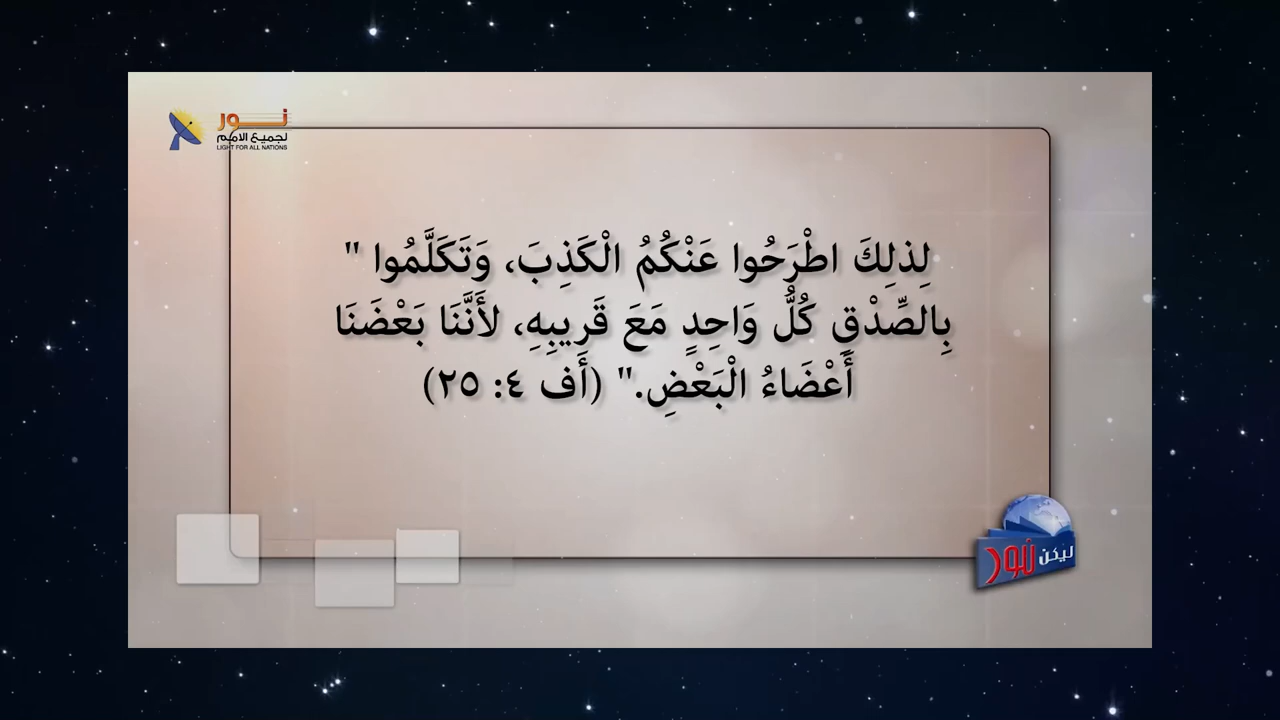 نور
لجميع الامم
LIGHT FOR ALL NATIONS
لِذلِكَ اطْرَحُوا عَنْكُمُ الْكَذِبَ، وَتَكَلَّمُوا "
بِالصِّدْقِ كُلُّ وَاحِدٍ مَعَ قَرِيبِهِ، لأَنَّنَا بَعْضَنَا
أَعْضَاءُ الْبَعْضِ." (أَف ٤: ٢٥)
ليكن نور